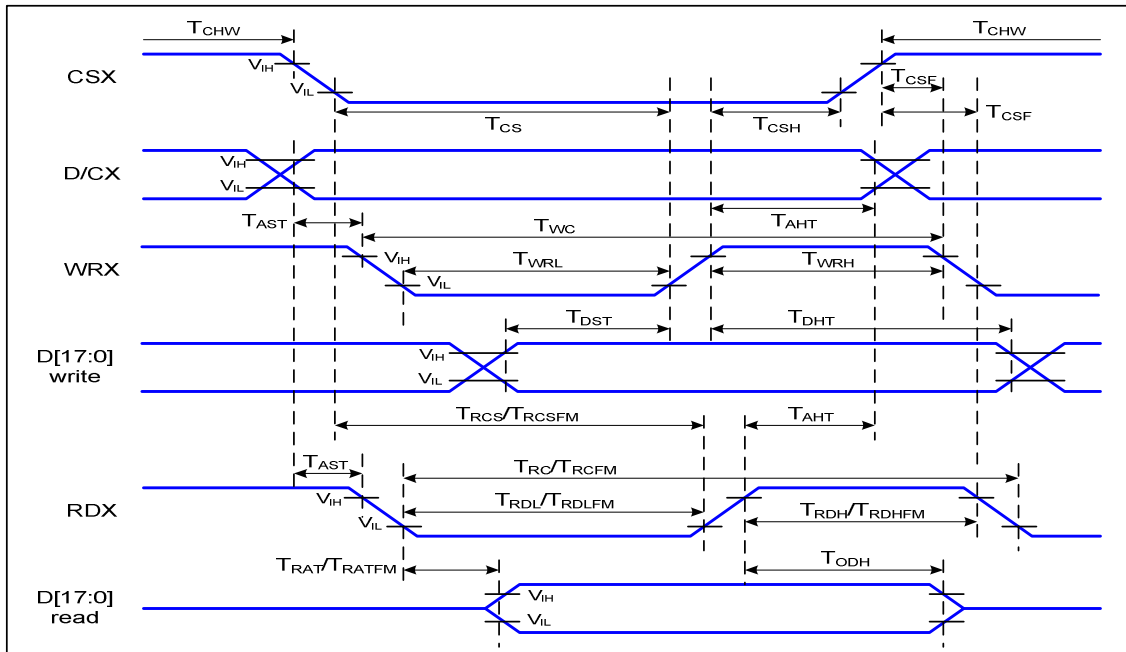 TCHW TCHW
CSX
VIH
VIL
TCSF
TCSF
TCS TCSH
D/CX
VIH
VIL
TAST TWC TAHT
WRX
VIH
VIL
TWRL TWRH
TDST TDHT
D[17:0]
write
VIH
VIL
TRCS/TRCSFM TAHT
TAST TRC/TRCFM
RDX
VIH
VIL
TRDL/TRDLFM TRDH/TRDHFM
TRAT/TRATFM TODH
D[17:0]
read
VIH
VIL